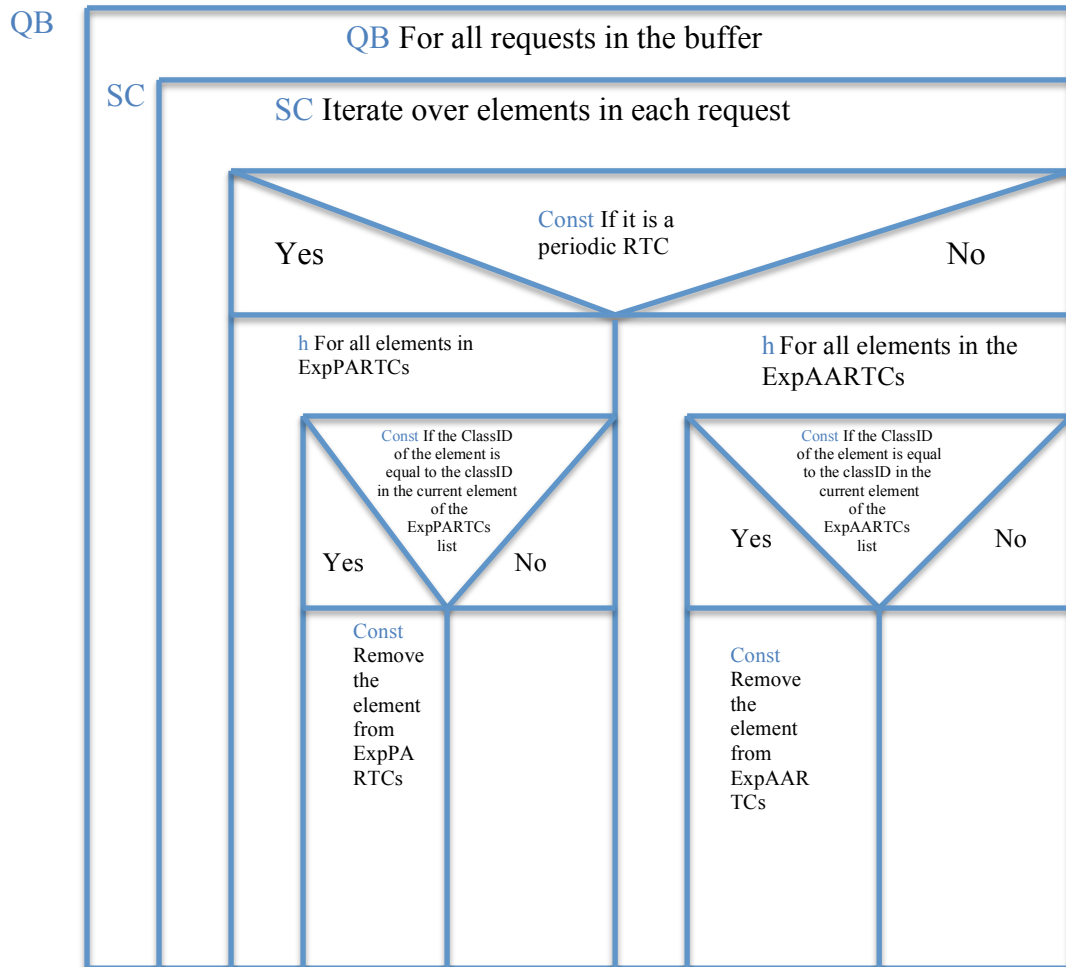 QB
QB For all requests in the buffer
SC
SC Iterate over elements in each request
Const If it is a
periodic RTC
Yes
No
h For all elements in
ExpPARTCs
h For all elements in the
ExpAARTCs
Const If the ClassID
of the element is
equal to the classID
in the current element
of the
ExpPARTCs
list
Yes
No
Const If the ClassID
of the element is equal
to the classID in the
current element
of the
ExpAARTCs
list
Yes
No
Const
Remove
the
element
from
ExpPA
RTCs
Const
Remove
the
element
from
ExpAAR
TCs